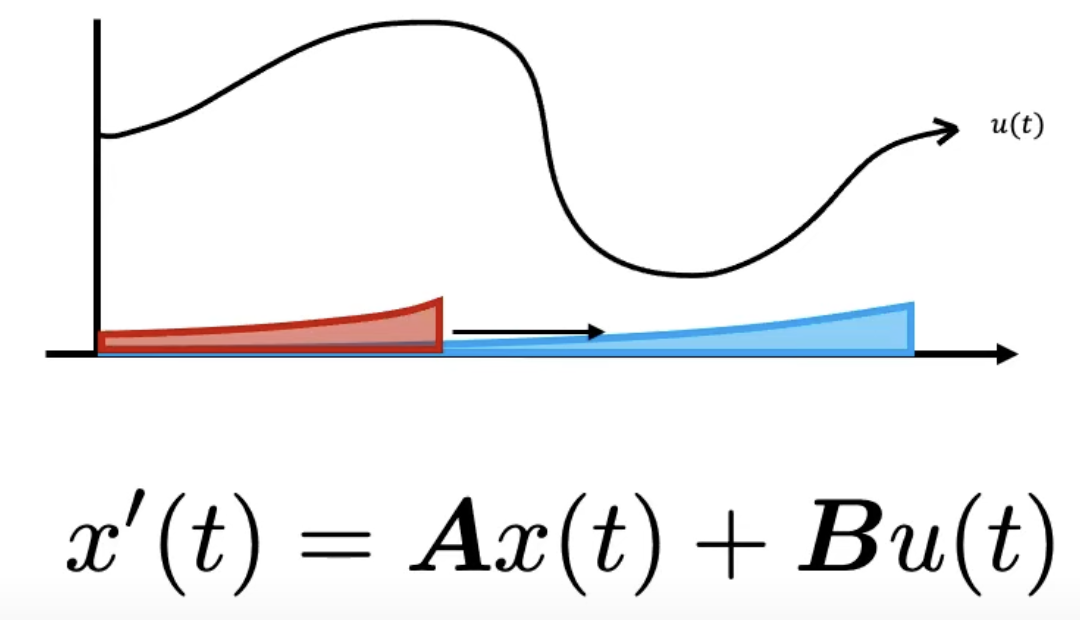 u(t)
x′(t) = Ax(t) + Bu(t)